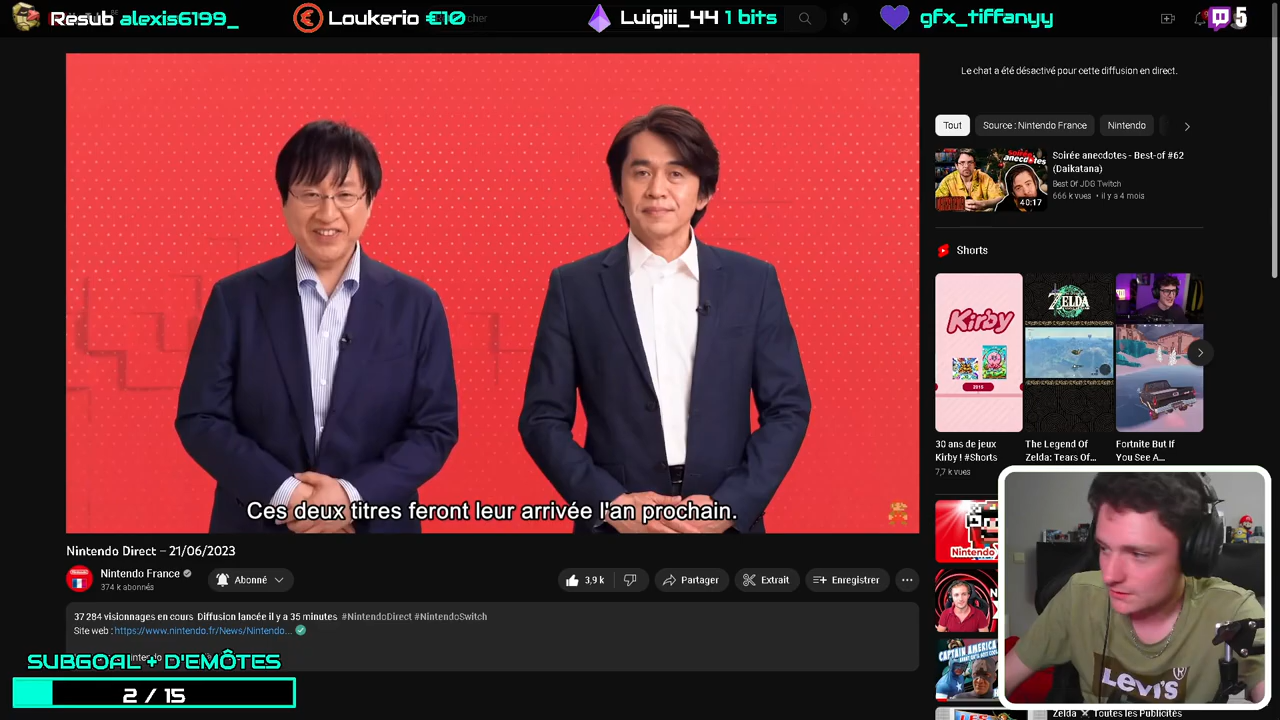 Resub alexis6199_
Loukerio €10
Luigiii_44 1 bits
gfx_tiffanyy
5
Le chat a été désactivé pour cette diffusion en direct.
Tout
Source : Nintendo France
Nintendo
Soirée anecdotes - Best-of #62
(Daikatana)
Best Of JDG Twitch
666 k vues • il y a 4 mois
40:17
Shorts
Kirby
2015
ZELDA
30 ans de jeux
Kirby ! #Shorts
7,7 k vues
The Legend Of
Zelda: Tears Of...
Fortnite But If
You See A...
Ces deux titres feront leur arrivée l'an prochain.
Nintendo Direct – 21/06/2023
Nintendo France
374 k abonnés
Abonné
3,9 k
Partager
Extrait
Enregistrer
37 284 visionnages en cours Diffusion lancée il y a 35 minutes #NintendoDirect #NintendoSwitch
Site web : https://www.nintendo.fr/News/Nintendo...
SUBGOAL + D'EMÔTES
2 / 15
Nintendo
CAPTAIN AMERICA
Levi's
Toutes les Publicités